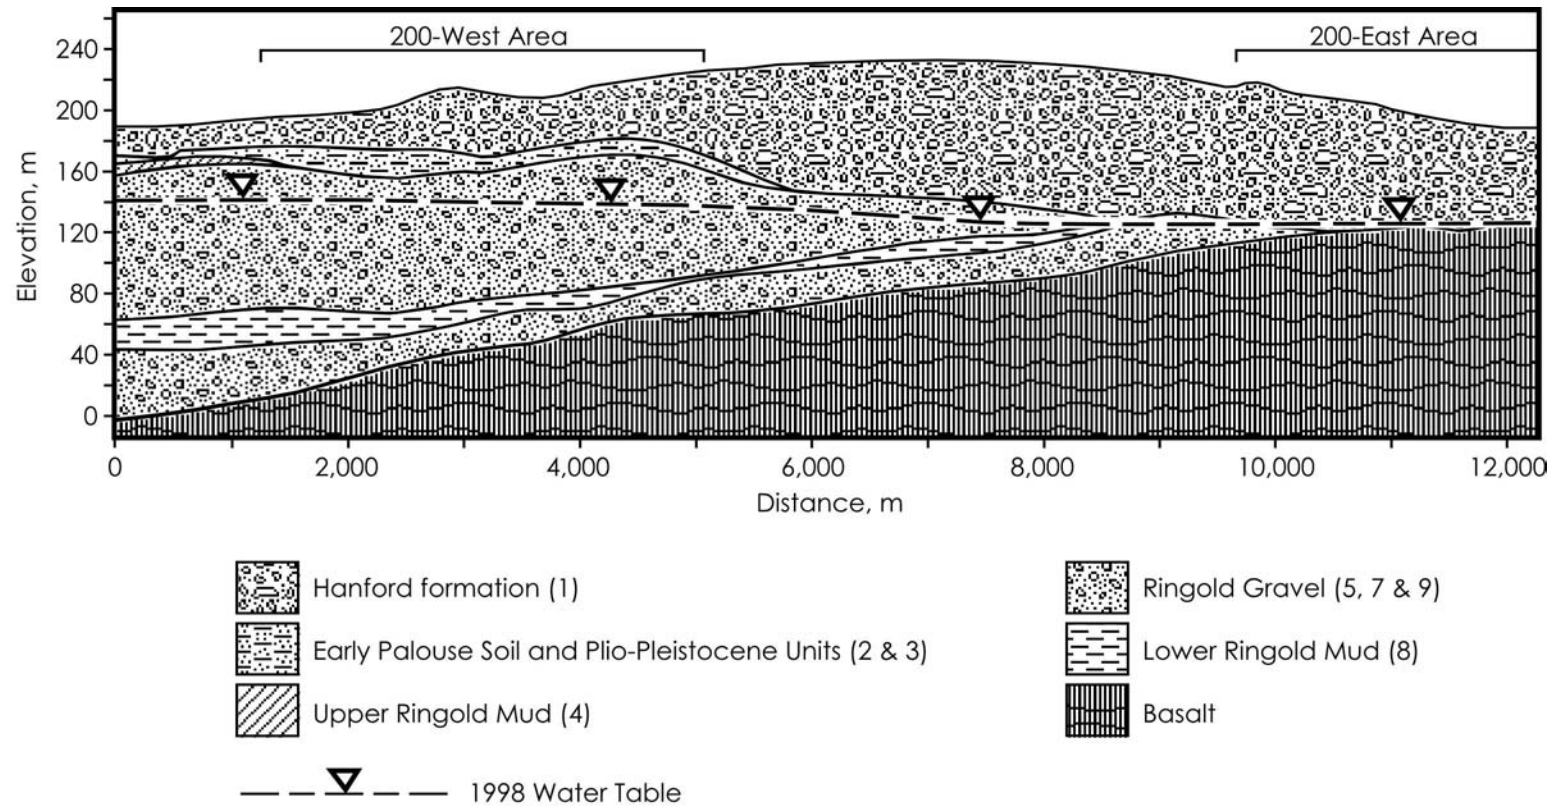 200-West Area
200-East Area
240
200
160
120
80
40
0
Elevation, m
0
2,000
4,000
6,000
8,000
10,000
12,000
Distance, m
Hanford formation (1)
Ringold Gravel (5, 7 & 9)
Early Palouse Soil and Plio-Pleistocene Units (2 & 3)
Lower Ringold Mud (8)
Upper Ringold Mud (4)
Basalt
1998 Water Table